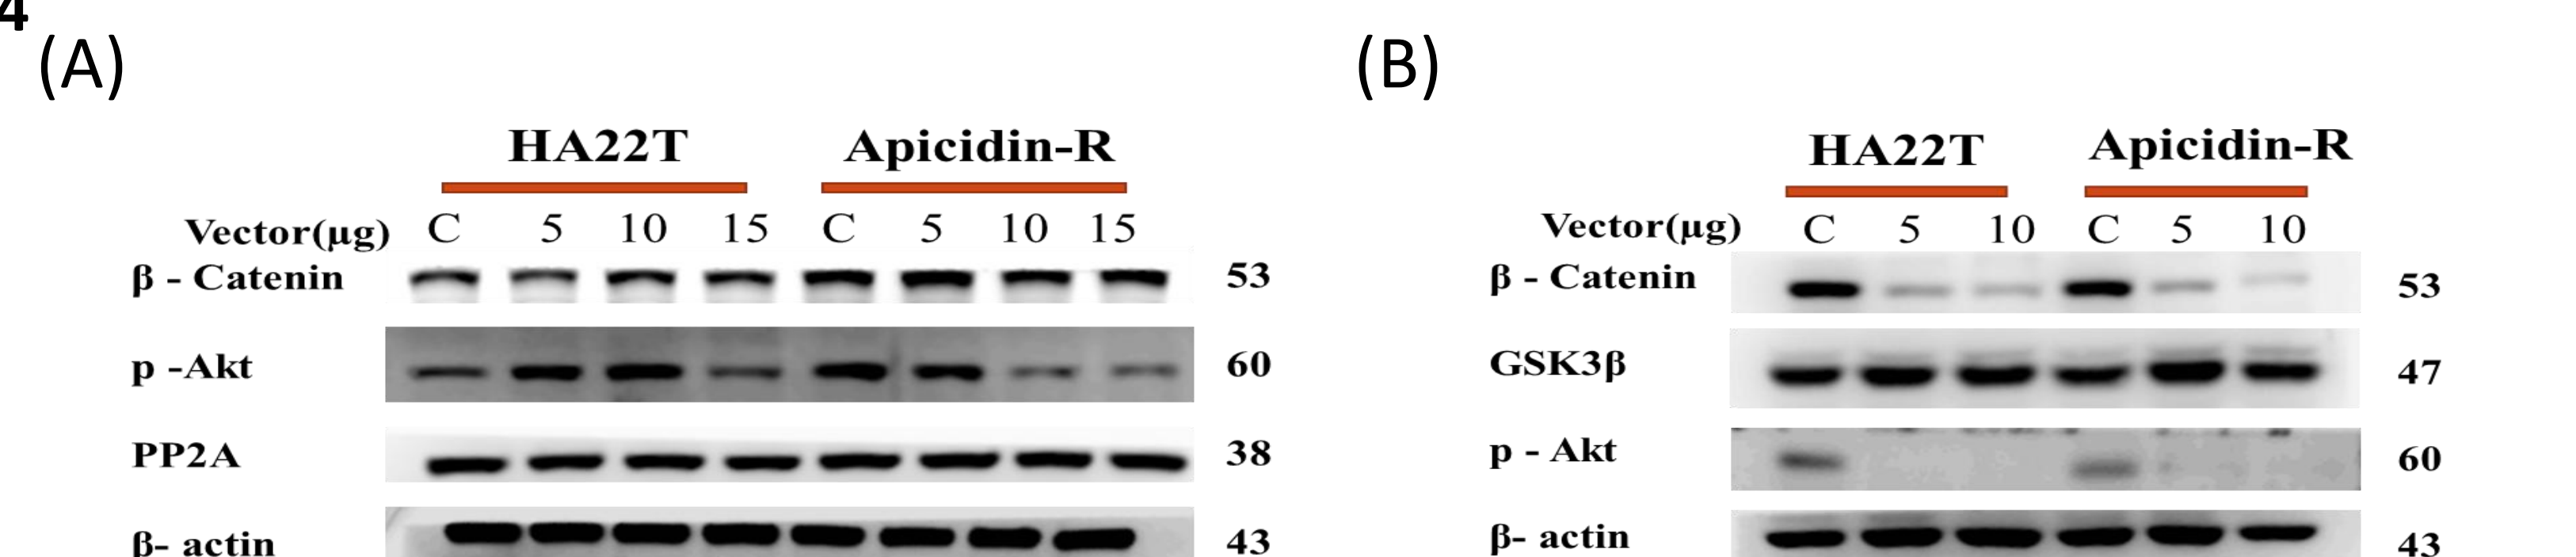 4
(A)
HA22T Apicidin-R
Vector(µg) C 5 10 15 C 5 10 15
β - Catenin 53
p -Akt 60
PP2A 38
β- actin 43
(B)
HA22T Apicidin-R
Vector(µg) C 5 10 C 5 10
β - Catenin 53
GSK3β 47
p - Akt 60
β- actin 43